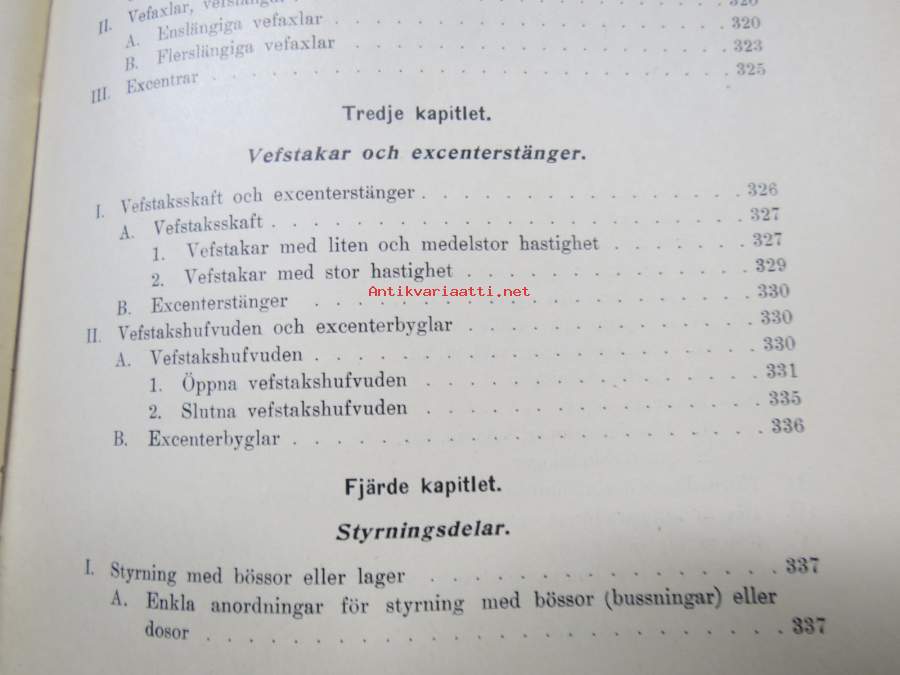 II. Vefaxlar,
A. Enslängiga vefaxlar . . . . . . . . . . . . . . . . 320
B. Flerslängiga vefaxlar . . . . . . . . . . . . . . . 323
III. Excentrar . . . . . . . . . . . . . . . . . . . . 325
Tredje kapitlet.
Vefstakar och excenterstänger.
I. Vefstaksskaft och excenterstänger . . . . . . . . . . . . . . 326
A. Vefstaksskaft . . . . . . . . . . . . . . . . . . . 327
1. Vefstakar med liten och medelstor hastighet . . . . . . 327
2. Vefstakar med stor hastighet . . . . . . . . . . . . 329
Antikvariaatti.net
B. Excenterstänger . . . . . . . . . . . . . . . . . 330
II. Vefstakshufvuden och excenterbyglar . . . . . . . . . . . . 330
A. Vefstakshufvuden . . . . . . . . . . . . . . . . . 330
1. Öppna vefstakshufvuden . . . . . . . . . . . . . 331
2. Slutna vefstakshufvuden . . . . . . . . . . . . . 335
B. Excenterbyglar . . . . . . . . . . . . . . . . . . 336
Fjärde kapitlet.
Styrningsdelar.
I. Styrning med bössor eller lager . . . . . . . . . . . . . . 337
A. Enkla anordningar för styrning med bössor (bussningar) eller
dosor . . . . . . . . . . . . . . . . . . . . . . 337